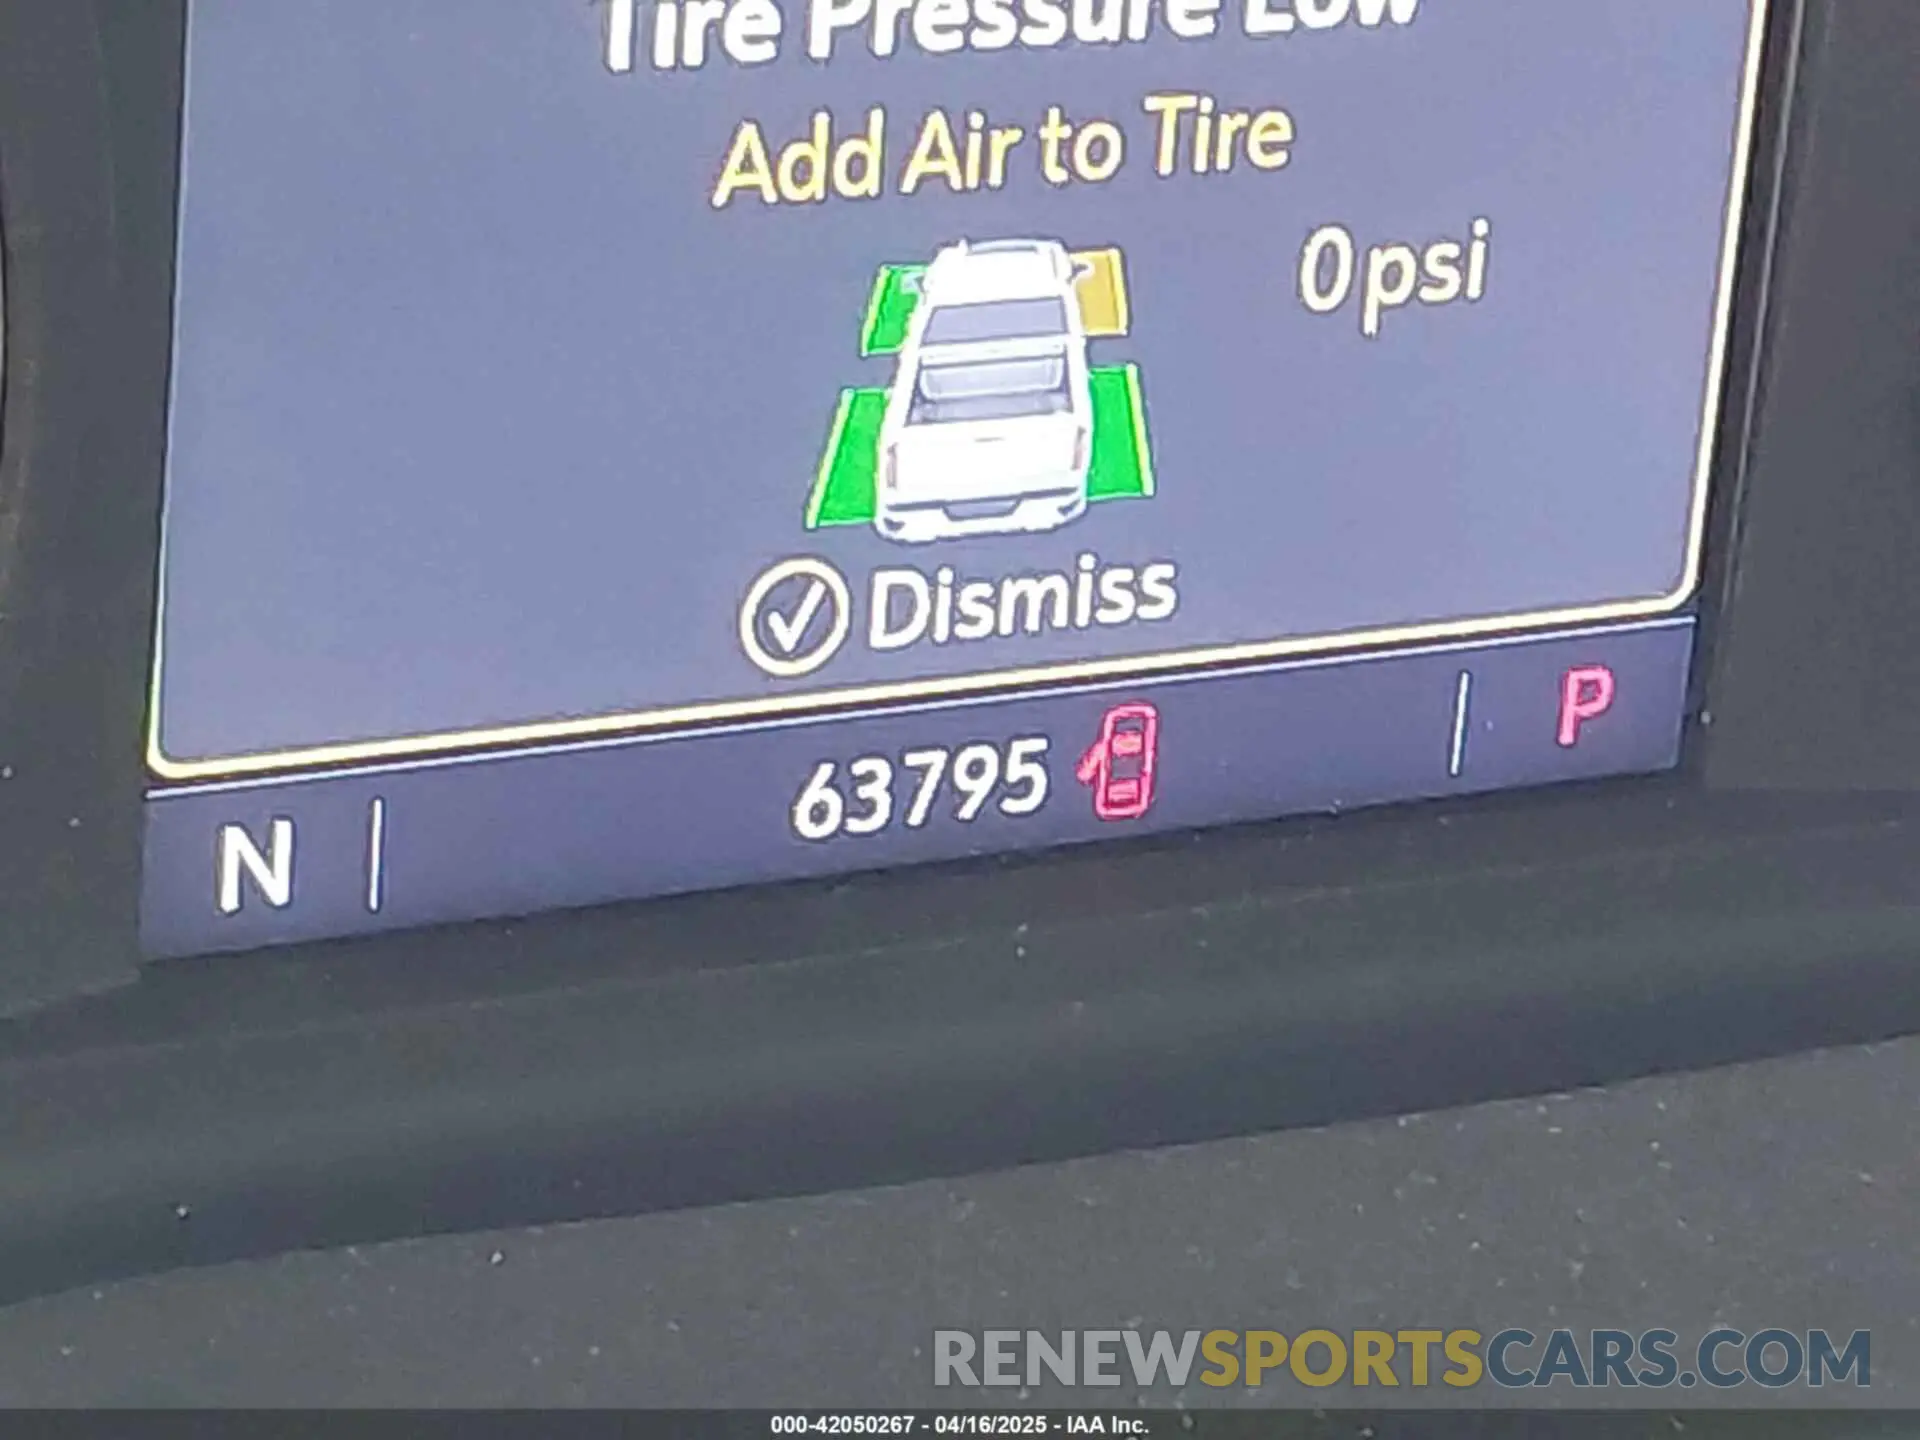 Tire Pressure Low
Add Air to Tire
0 psi
Dismiss
63795
P
N
RENEWSPORTSCARS.COM
000-42050267 - 04/16/2025 - IAA Inc.